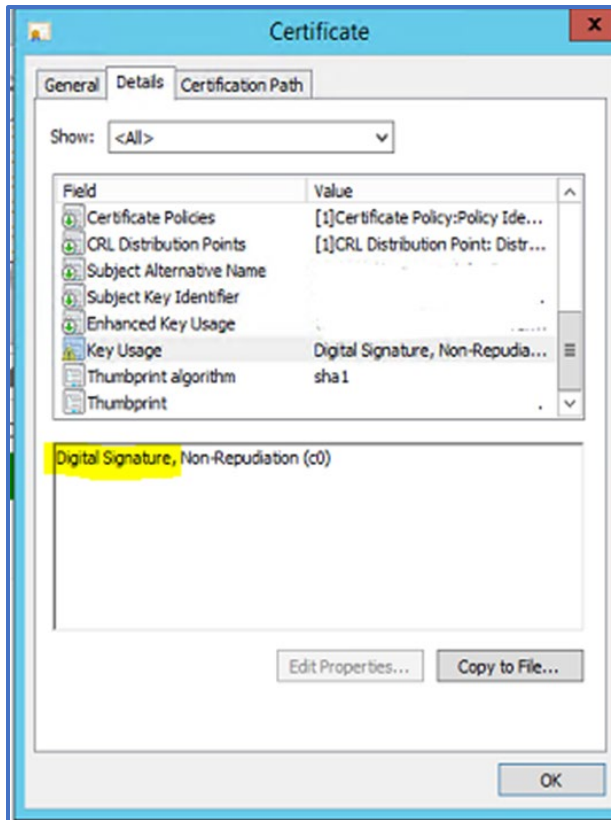 Certificate
x
General Details Certification Path
Show: <All>
Field Value
Certificate Policies [1]Certificate Policy:Policy Ide...
CRL Distribution Points [1]CRL Distribution Point: Distr...
Subject Alternative Name
Subject Key Identifier
Enhanced Key Usage
Key Usage Digital Signature, Non-Repudia...
Thumbprint algorithm sha1
Thumbprint
Digital Signature, Non-Repudiation (c0)
Edit Properties... Copy to File...
OK